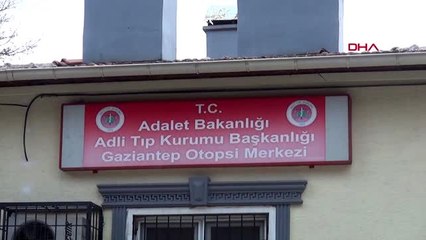 DHA
T.C.
Adalet Bakanlığı
Adli Tıp Kurumu Başkanlığı
Gaziantep Otopsi Merkezi